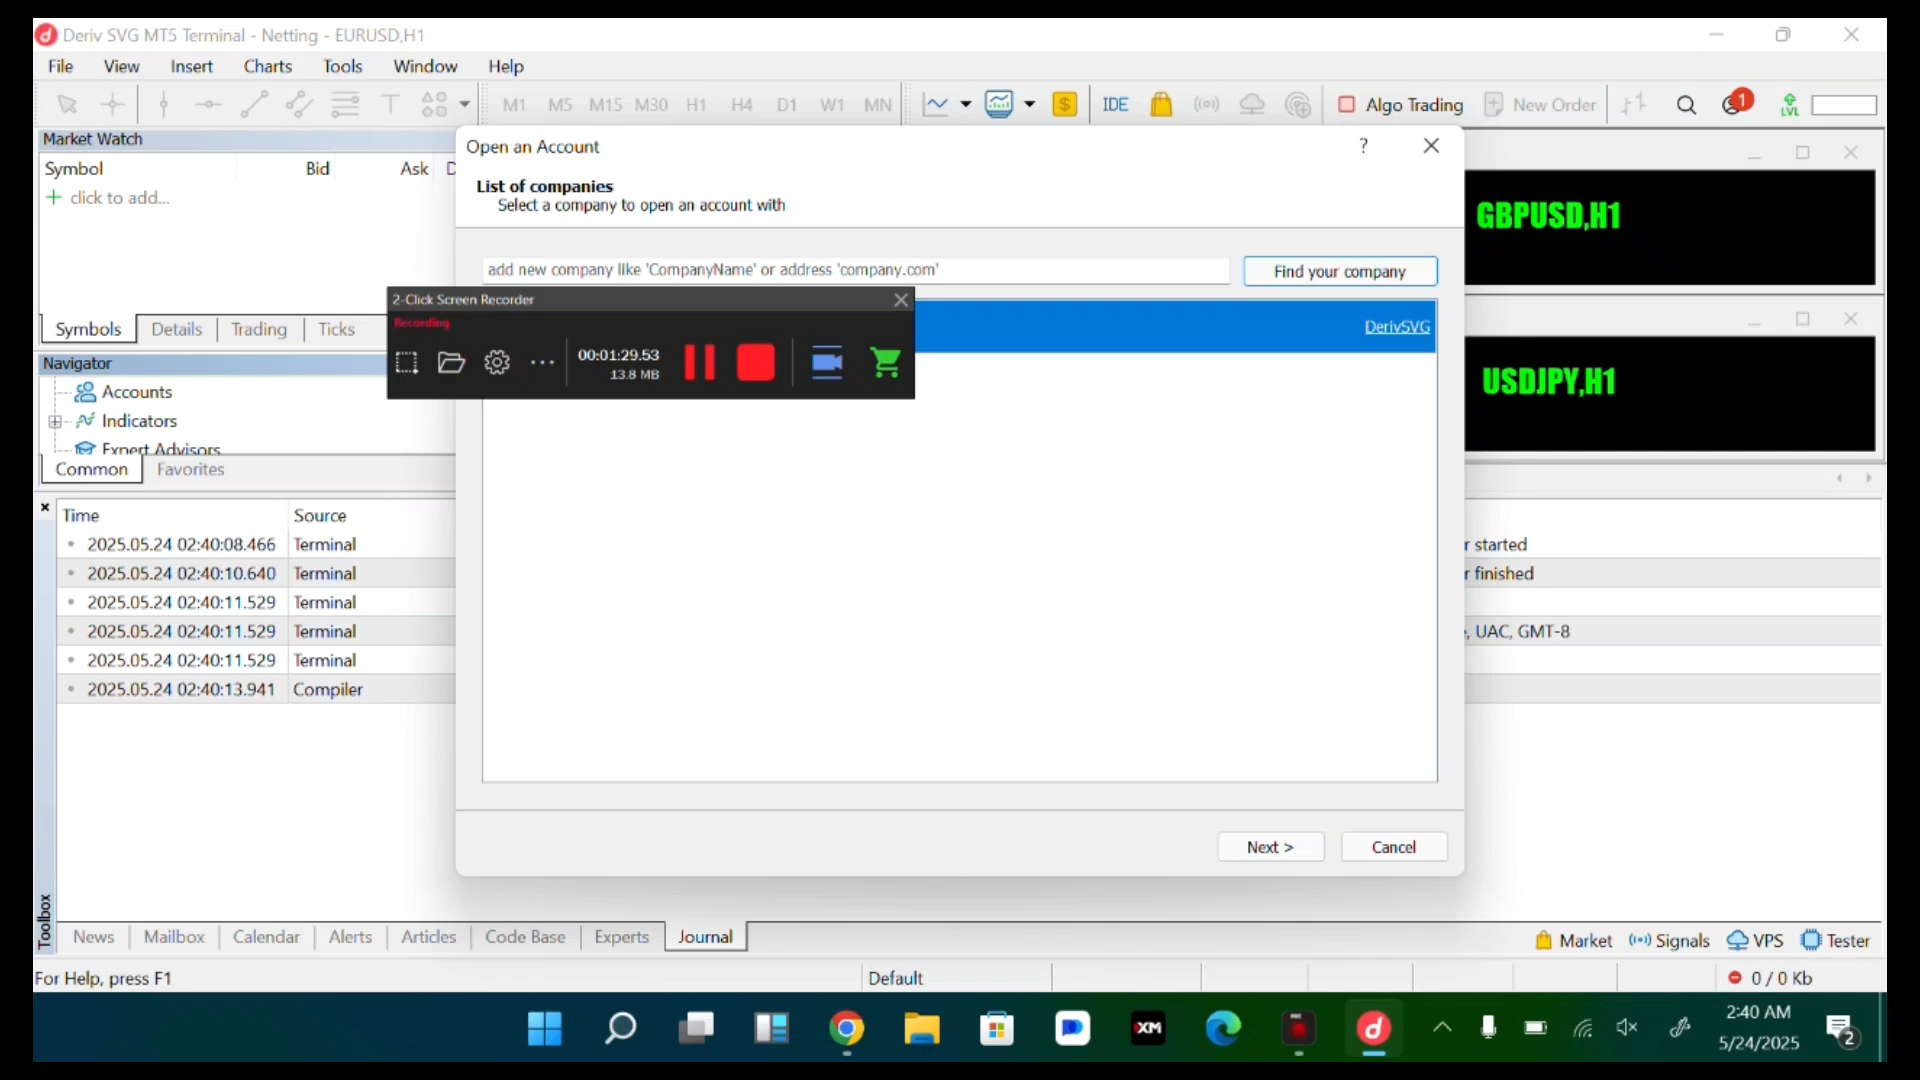 Deriv SVG MT5 Terminal - Netting - EURUSD,H1
File View Insert Charts Tools Window Help
M1 M5 M15 M30 H1 H4 D1 W1 MN IDE Algo Trading New Order 1 LVL
Market Watch
Symbol Bid Ask D
click to add...
Symbols Details Trading Ticks
Navigator
Accounts
Indicators
Expert Advisors
Common Favorites
Open an Account
List of companies
Select a company to open an account with
add new company like 'CompanyName' or address 'company.com'
Find your company
DerivSVG
2-Click Screen Recorder
Recording
00:01:29.53
13.8 MB
GBPUSD,H1
USDJPY,H1
Time Source
2025.05.24 02:40:08.466 Terminal r started
2025.05.24 02:40:10.640 Terminal r finished
2025.05.24 02:40:11.529 Terminal
2025.05.24 02:40:11.529 Terminal , UAC, GMT-8
2025.05.24 02:40:11.529 Terminal
2025.05.24 02:40:13.941 Compiler
Next > Cancel
Toolbox
News Mailbox Calendar Alerts Articles Code Base Experts Journal
Market Signals VPS Tester
For Help, press F1 Default 0 / 0 Kb
XM
2:40 AM
5/24/2025
2